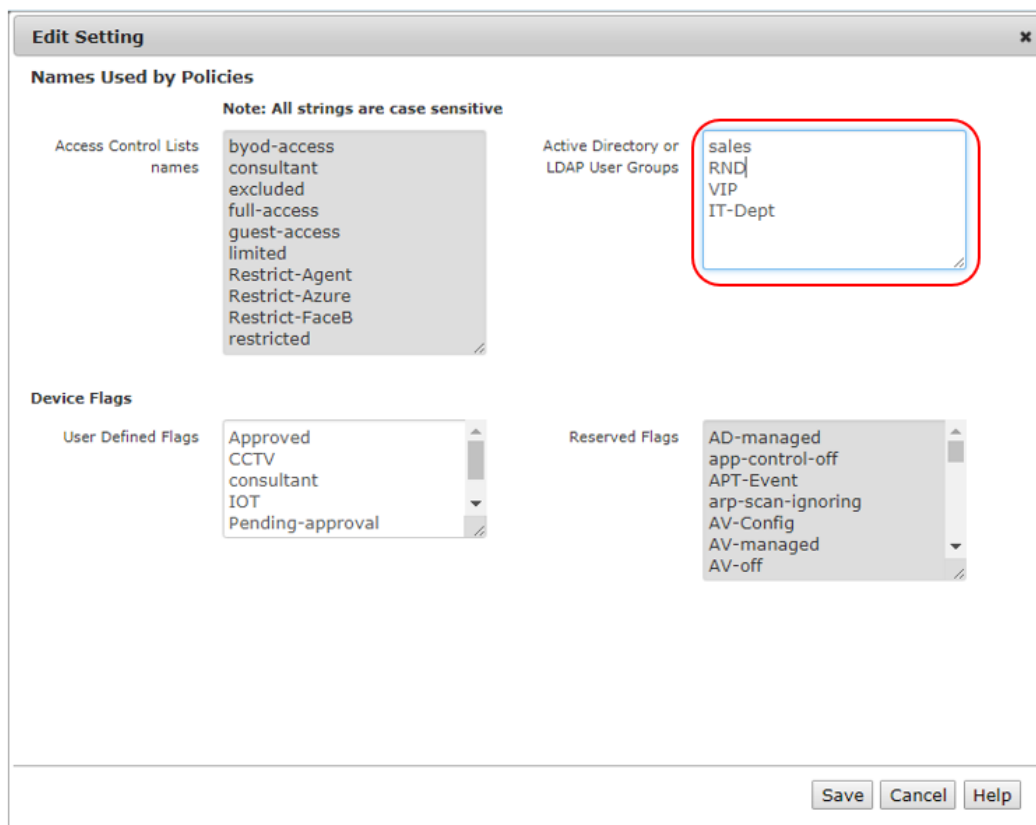 Edit Setting
Names Used by Policies
Note: All strings are case sensitive
Access Control Lists
names
byod-access
consultant
excluded
full-access
guest-access
limited
Restrict-Agent
Restrict-Azure
Restrict-FaceB
restricted
Active Directory or
LDAP User Groups
sales
RND
VIP
IT-Dept
Device Flags
User Defined Flags
Approved
CCTV
consultant
IOT
Pending-approval
Reserved Flags
AD-managed
app-control-off
APT-Event
arp-scan-ignoring
AV-Config
AV-managed
AV-off
Save
Cancel
Help